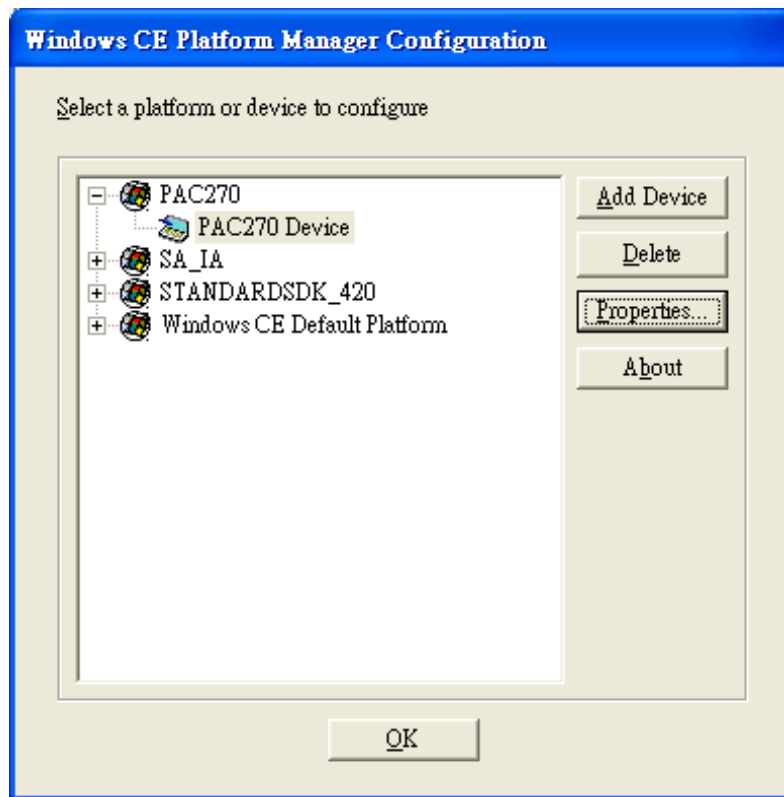 Windows CE Platform Manager Configuration
Select a platform or device to configure
PAC270
PAC270 Device
SA_IA
STANDARDSDK_420
Windows CE Default Platform
Add Device
Delete
Properties...
About
OK